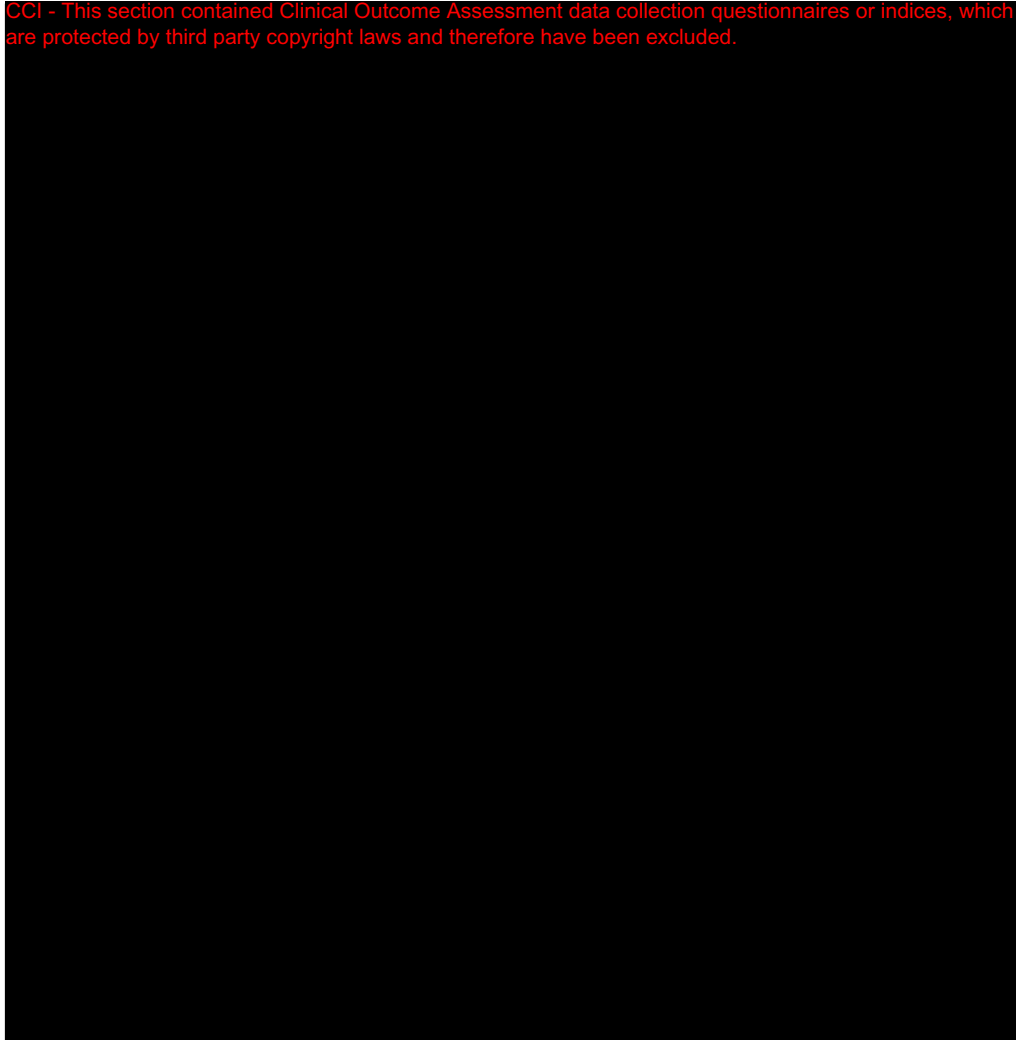 CCI - This section contained Clinical Outcome Assessment data collection questionnaires or indices, which
are protected by third party copyright laws and therefore have been excluded.